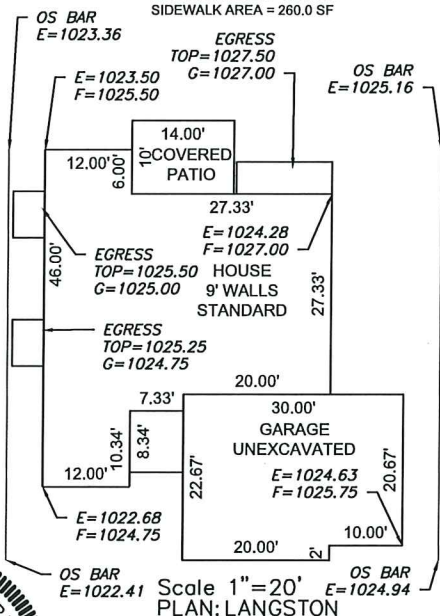 SIDEWALK AREA = 260.0 SF
OS BAR
E=1023.36
EGRESS
TOP=1027.50
G=1027.00
OS BAR
E=1025.16
E=1023.50
F=1025.50
14.00'
12.00'
6.00'
10'
COVERED
PATIO
27.33'
E=1024.28
F=1027.00
EGRESS
TOP=1025.50
G=1025.00
46.00'
HOUSE
9' WALLS
STANDARD
27.33'
EGRESS
TOP=1025.25
G=1024.75
20.00'
7.33'
30.00'
GARAGE
UNEXCAVATED
10.34'
8.34'
22.67'
E=1024.63
F=1025.75
20.67'
12.00'
10.00'
E=1022.68
F=1024.75
20.00'
2'
OS BAR
E=1022.41
Scale 1"=20'
OS BAR
E=1024.94
PLAN: LANGSTON